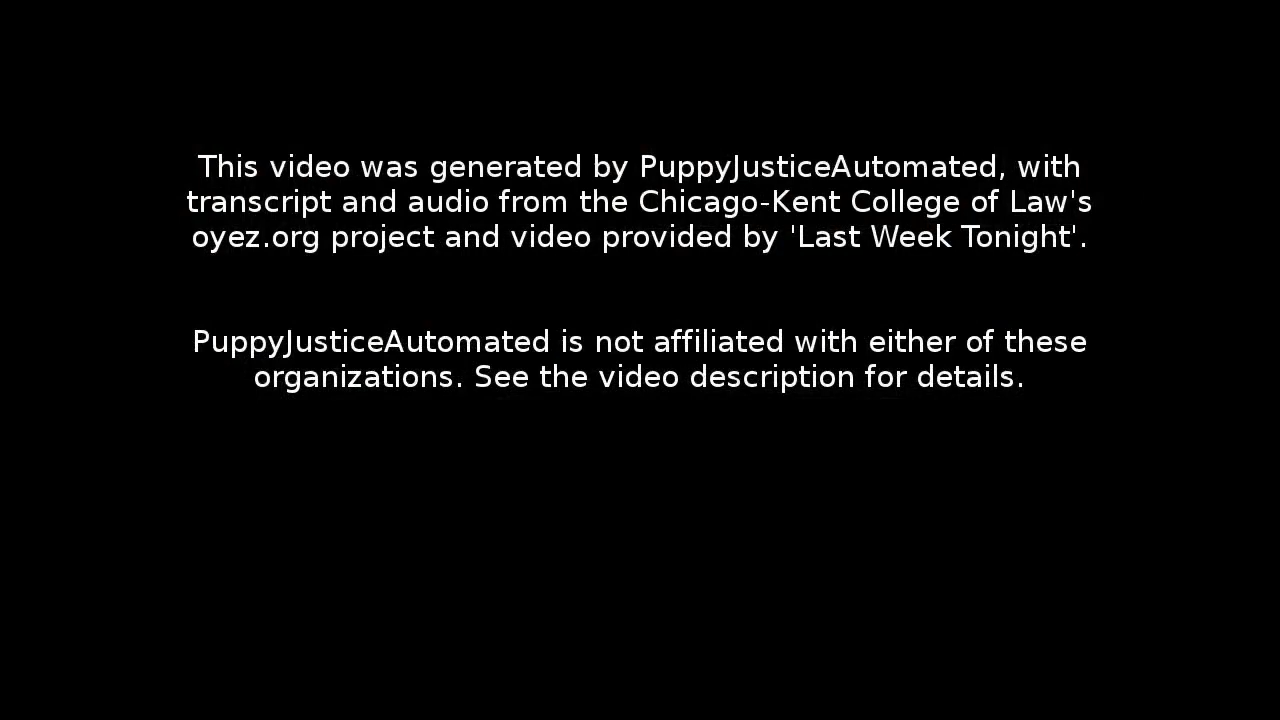 This video was generated by PuppyJusticeAutomated, with
transcript and audio from the Chicago-Kent College of Law's
oyez.org project and video provided by 'Last Week Tonight'.
PuppyJusticeAutomated is not affiliated with either of these
organizations. See the video description for details.